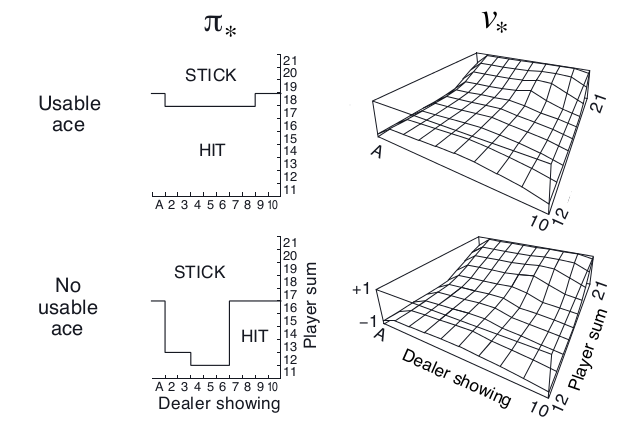 π* v*
Usable
ace
STICK
HIT
21
20
19
18
17
16
15
14
13
12
11
A 2 3 4 5 6 7 8 9 10
A
21
10 12
No
usable
ace
STICK
HIT
21
20
19
18
17
16
15
14
13
12
11
Player sum
A 2 3 4 5 6 7 8 9 10
Dealer showing
+1
−1
A
Dealer showing
10 12
Player sum
21